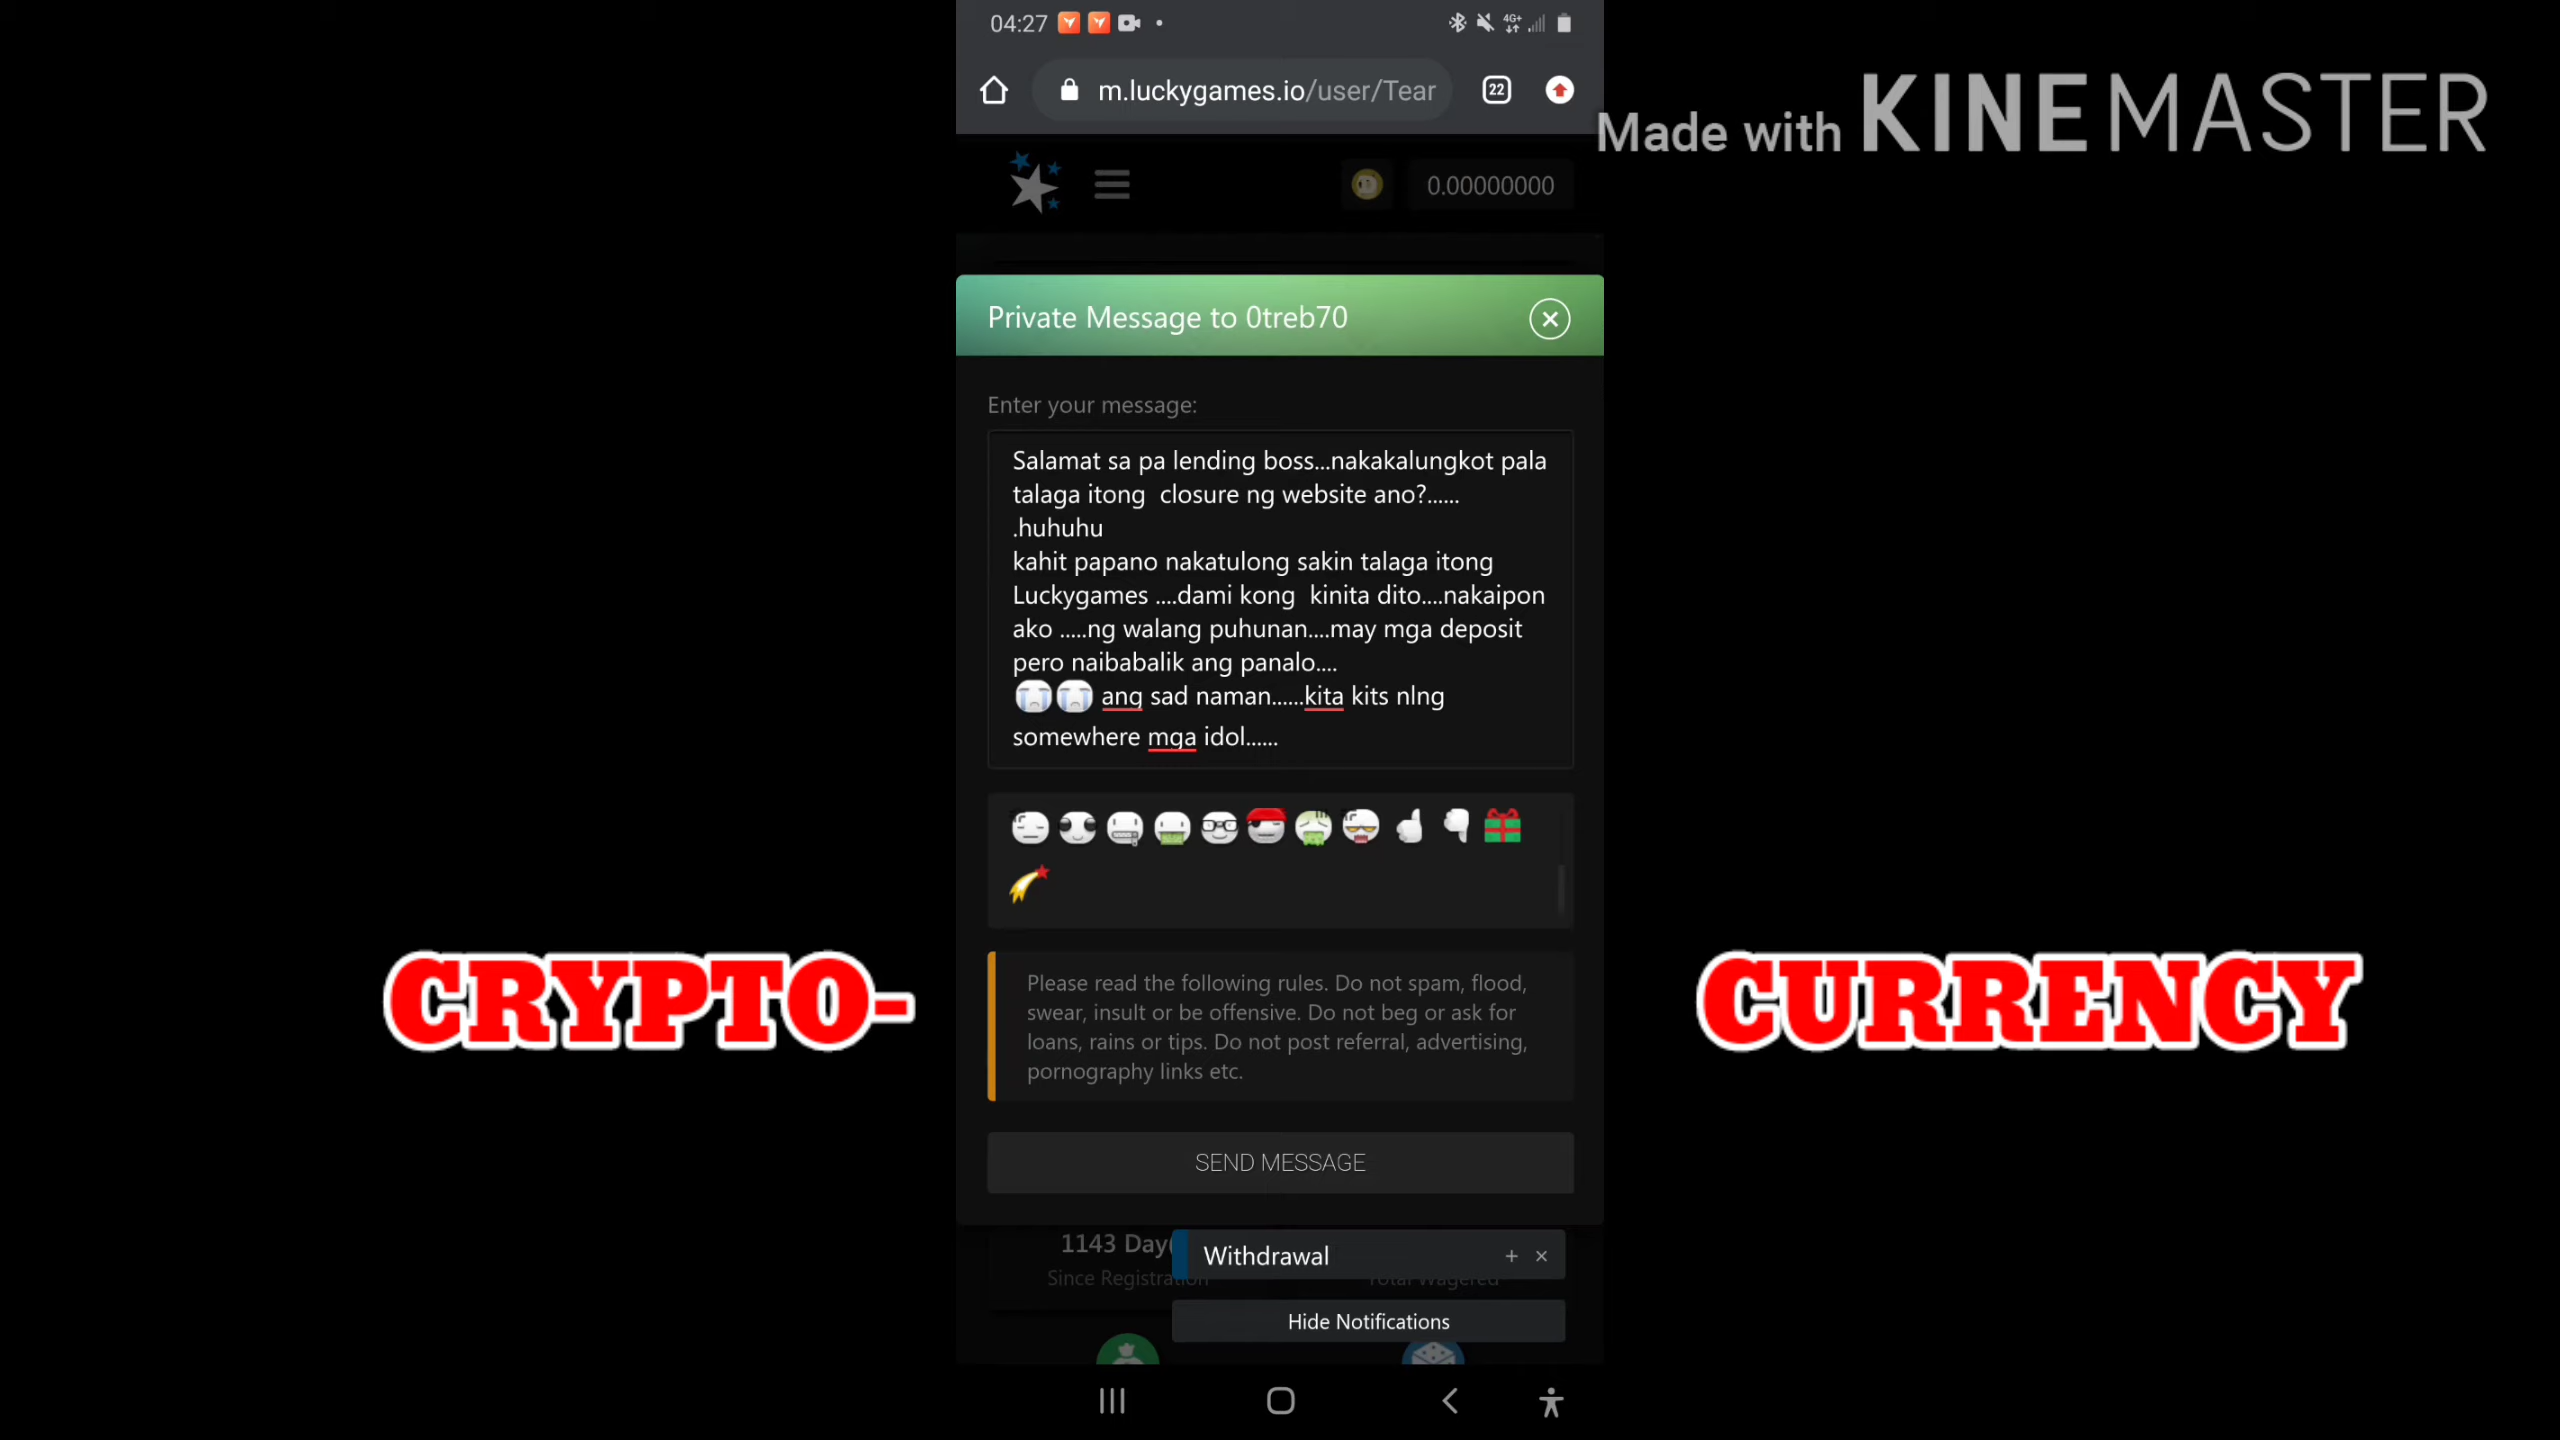 04:27
4G+
m.luckygames.io/user/Tear
22
Made with KINEMASTER
0.00000000
Private Message to 0treb70
Enter your message:
Salamat sa pa lending boss...nakakalungkot pala
talaga itong  closure ng website ano?......
.huhuhu
kahit papano nakatulong sakin talaga itong
Luckygames ....dami kong  kinita dito....nakaipon
ako .....ng walang puhunan....may mga deposit
pero naibabalik ang panalo....
😭😭 ang sad naman......kita kits nlng
somewhere mga idol......
CRYPTO-
CURRENCY
Please read the following rules. Do not spam, flood,
swear, insult or be offensive. Do not beg or ask for
loans, rains or tips. Do not post referral, advertising,
pornography links etc.
SEND MESSAGE
1143 Day(
Withdrawal
Since Registration
Total Wagered
Hide Notifications